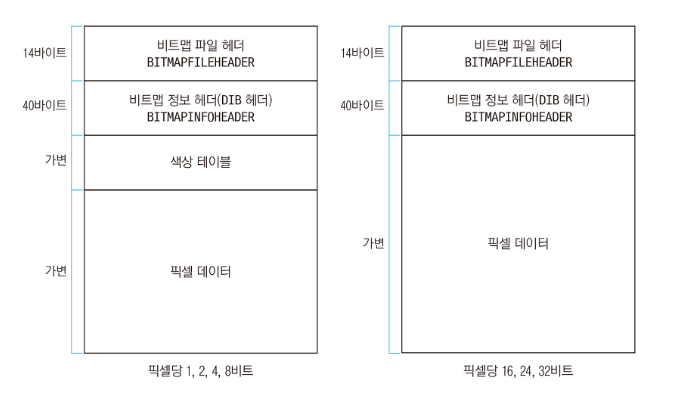 14바이트
비트맵 파일 헤더
BITMAPFILEHEADER
40바이트
비트맵 정보 헤더(DIB 헤더)
BITMAPINFOHEADER
가변
색상 테이블
가변
픽셀 데이터
픽셀당 1, 2, 4, 8비트
14바이트
비트맵 파일 헤더
BITMAPFILEHEADER
40바이트
비트맵 정보 헤더(DIB 헤더)
BITMAPINFOHEADER
가변
픽셀 데이터
픽셀당 16, 24, 32비트